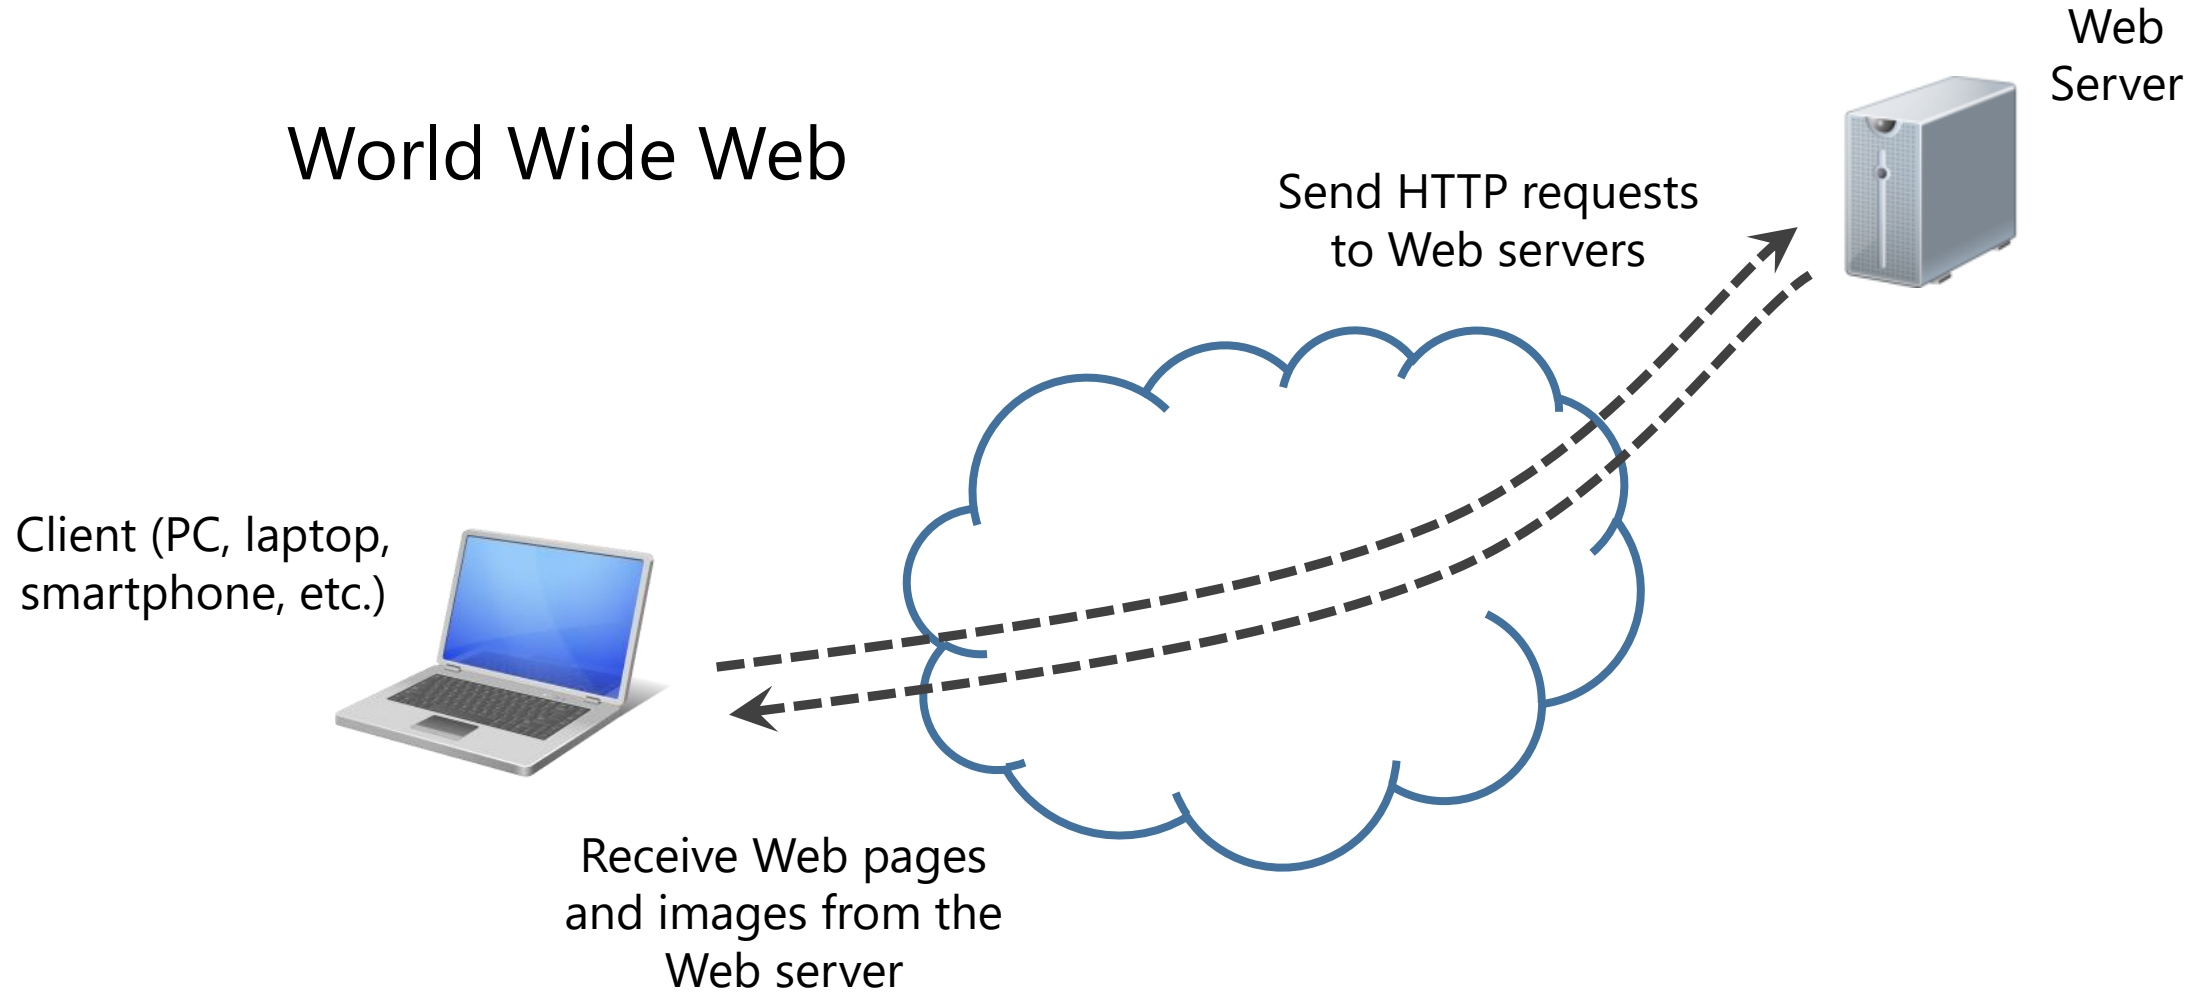 Web
Server
World Wide Web
Send HTTP requests
to Web servers
Client (PC, laptop,
smartphone, etc.)
Receive Web pages
and images from the
Web server